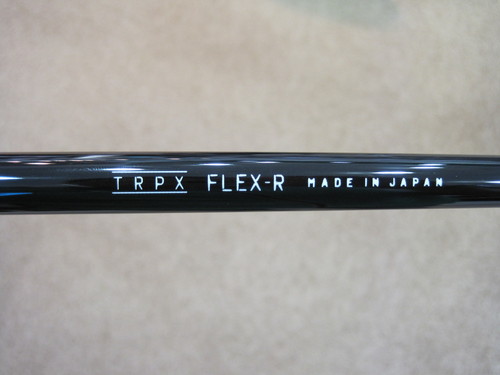 TRPX FLEX-R MADE IN JAPAN